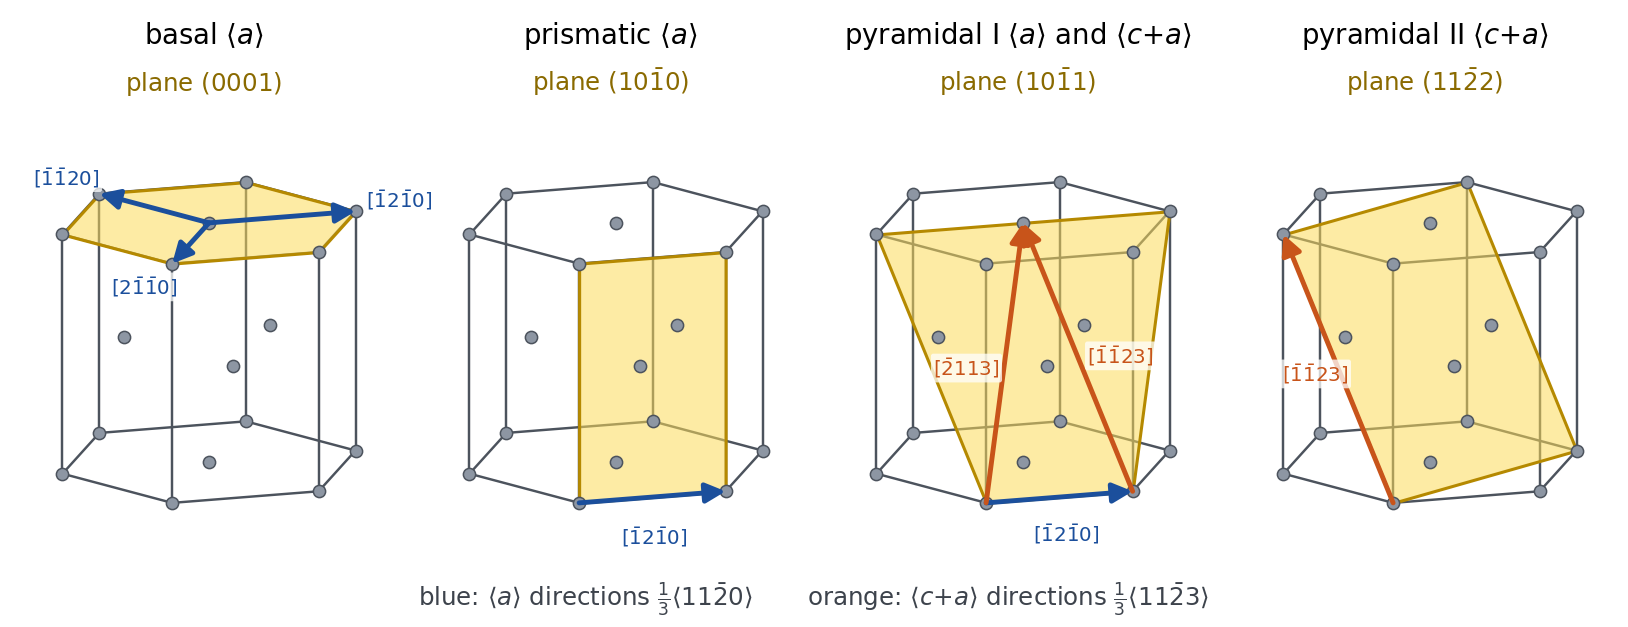 basal ⟨a⟩
plane (0001)
[1̄1̄20]
[1̄21̄0]
[21̄1̄0]
prismatic ⟨a⟩
plane (101̄0)
[1̄21̄0]
pyramidal I ⟨a⟩ and ⟨c+a⟩
plane (101̄1)
[2̄113]
[1̄1̄23]
[1̄21̄0]
pyramidal II ⟨c+a⟩
plane (112̄2)
[1̄1̄23]
blue: ⟨a⟩ directions 1/3⟨112̄0⟩
orange: ⟨c+a⟩ directions 1/3⟨112̄3⟩